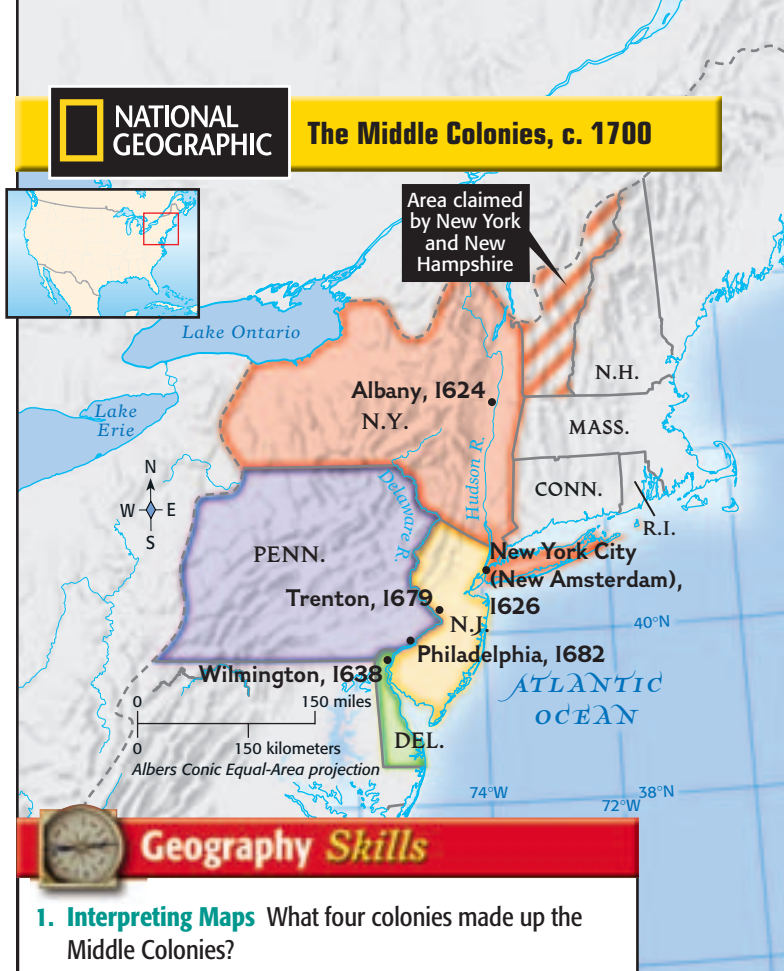 NATIONAL
GEOGRAPHIC
The Middle Colonies, c. 1700
Area claimed
by New York
and New
Hampshire
Lake Ontario
N.H.
Albany, 1624
N.Y.
Lake
Erie
MASS.
Hudson R.
N
W E
S
CONN.
Delaware R.
R.I.
PENN.
New York City
(New Amsterdam),
1626
Trenton, 1679
N.J.
40°N
Philadelphia, 1682
Wilmington, 1638
ATLANTIC
OCEAN
0 150 miles
0 150 kilometers
DEL.
Albers Conic Equal-Area projection
74°W
72°W
38°N
Geography Skills
1. Interpreting Maps What four colonies made up the
Middle Colonies?